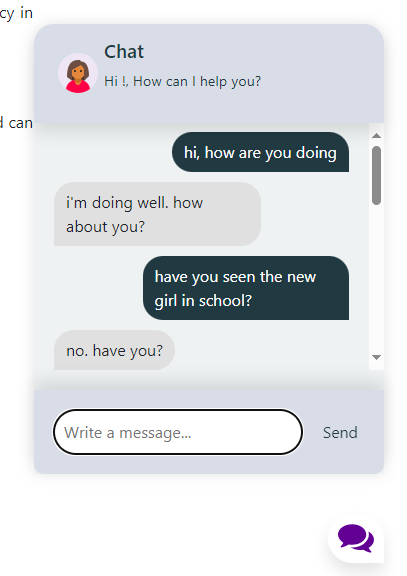 cy in
Chat
Hi !, How can I help you?
d can
hi, how are you doing
i'm doing well. how
about you?
have you seen the new
girl in school?
no. have you?
Write a message...
Send